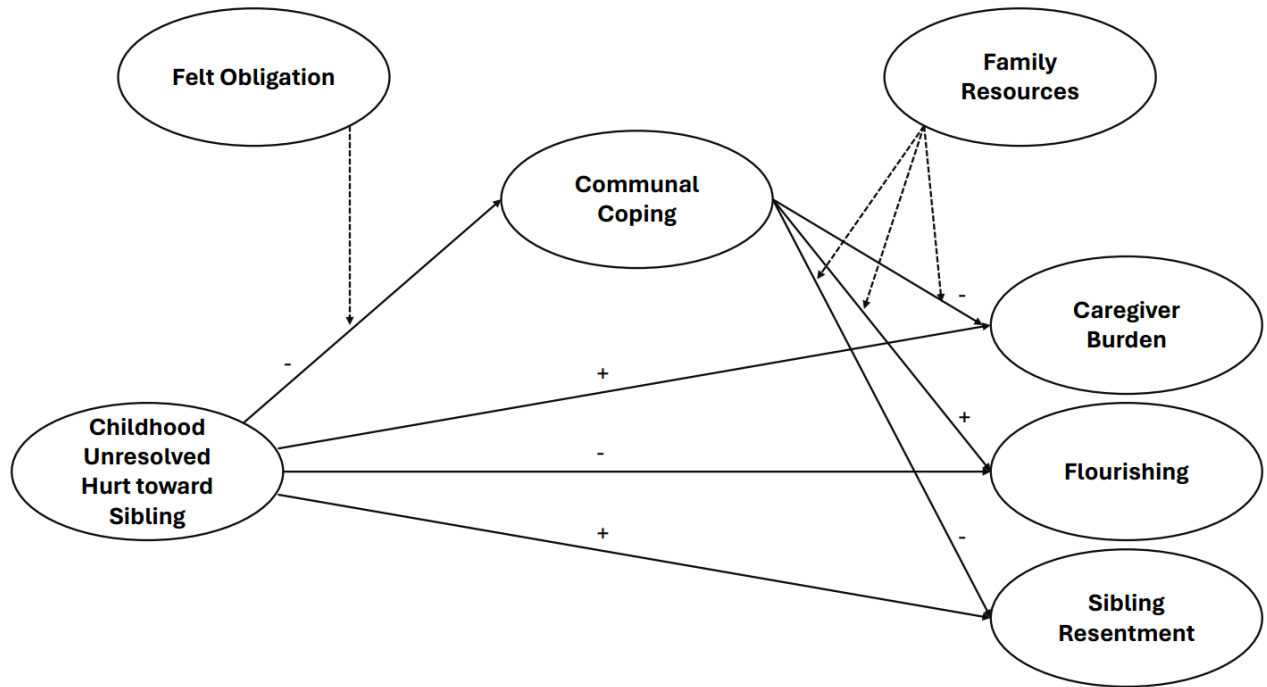 Felt Obligation
Family
Resources
Communal
Coping
-
Caregiver
Burden
-
+
Childhood
Unresolved
Hurt toward
Sibling
+
-
Flourishing
+
-
Sibling
Resentment